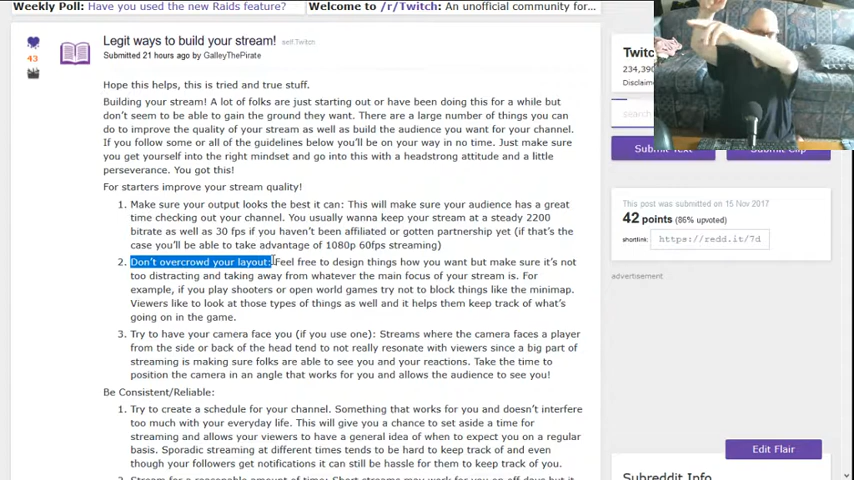 Weekly Poll: Have you used the new Raids feature?
Welcome to /r/Twitch: An unofficial community for...
43
Legit ways to build your stream! self.Twitch
Submitted 21 hours ago by GalleyThePirate
Hope this helps, this is tried and true stuff.
Building your stream! A lot of folks are just starting out or have been doing this for a while but
don't seem to be able to gain the ground they want. There are a large number of things you can
do to improve the quality of your stream as well as build the audience you want for your channel.
If you follow some or all of the guidelines below you'll be on your way in no time. Just make sure
you get yourself into the right mindset and go into this with a headstrong attitude and a little
perseverance. You got this!
For starters improve your stream quality!
1. Make sure your output looks the best it can: This will make sure your audience has a great
time checking out your channel. You usually wanna keep your stream at a steady 2200
bitrate as well as 30 fps if you haven't been affiliated or gotten partnership yet (if that's the
case you'll be able to take advantage of 1080p 60fps streaming)
2. Don't overcrowd your layout: Feel free to design things how you want but make sure it's not
too distracting and taking away from whatever the main focus of your stream is. For
example, if you play shooters or open world games try not to block things like the minimap.
Viewers like to look at those types of things as well and it helps them keep track of what's
going on in the game.
3. Try to have your camera face you (if you use one): Streams where the camera faces a player
from the side or back of the head tend to not really resonate with viewers since a big part of
streaming is making sure folks are able to see you and your reactions. Take the time to
position the camera in an angle that works for you and allows the audience to see you!
Be Consistent/Reliable:
1. Try to create a schedule for your channel. Something that works for you and doesn't interfere
too much with your everyday life. This will give you a chance to set aside a time for
streaming and allows your viewers to have a general idea of when to expect you on a regular
basis. Sporadic streaming at different times tends to be hard to keep track of and even
though your followers get notifications it can still be hassle for them to keep track of you.
Twitc
234,390
Disclaime
search
Submit Text
Submit Clip
This post was submitted on 15 Nov 2017
42 points (86% upvoted)
shortlink: https://redd.it/7d
advertisement
Edit Flair
Subreddit Info